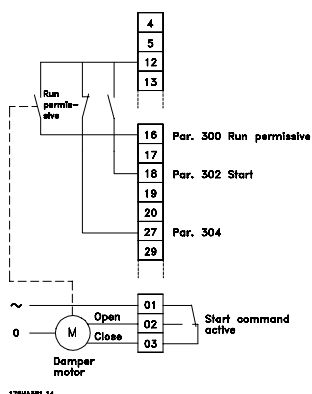 4
5
12
13
Run
permis-
sive
16 Par. 300 Run permissive
17
18 Par. 302 Start
19
20
27 Par. 304
29
~ 01
Open 02 Start command
active
0 M
Close 03
Damper
motor